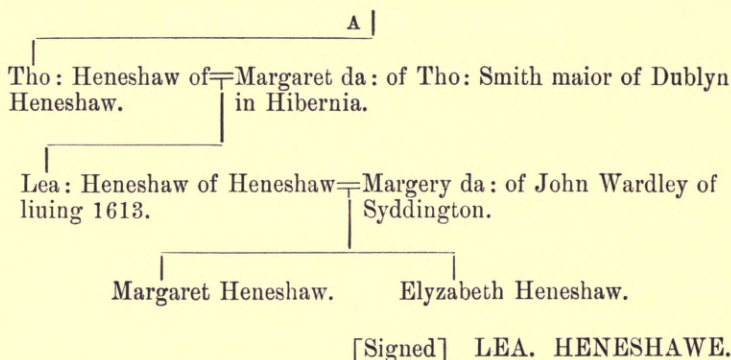 A
Tho: Heneshaw of Margaret da: of Tho: Smith maior of Dublyn
Heneshaw. in Hibernia.
Lea: Heneshaw of Heneshaw Margery da: of John Wardley of
liuing 1613. Syddington.
Margaret Heneshaw. Elyzabeth Heneshaw.
[Signed] LEA. HENESHAWE.